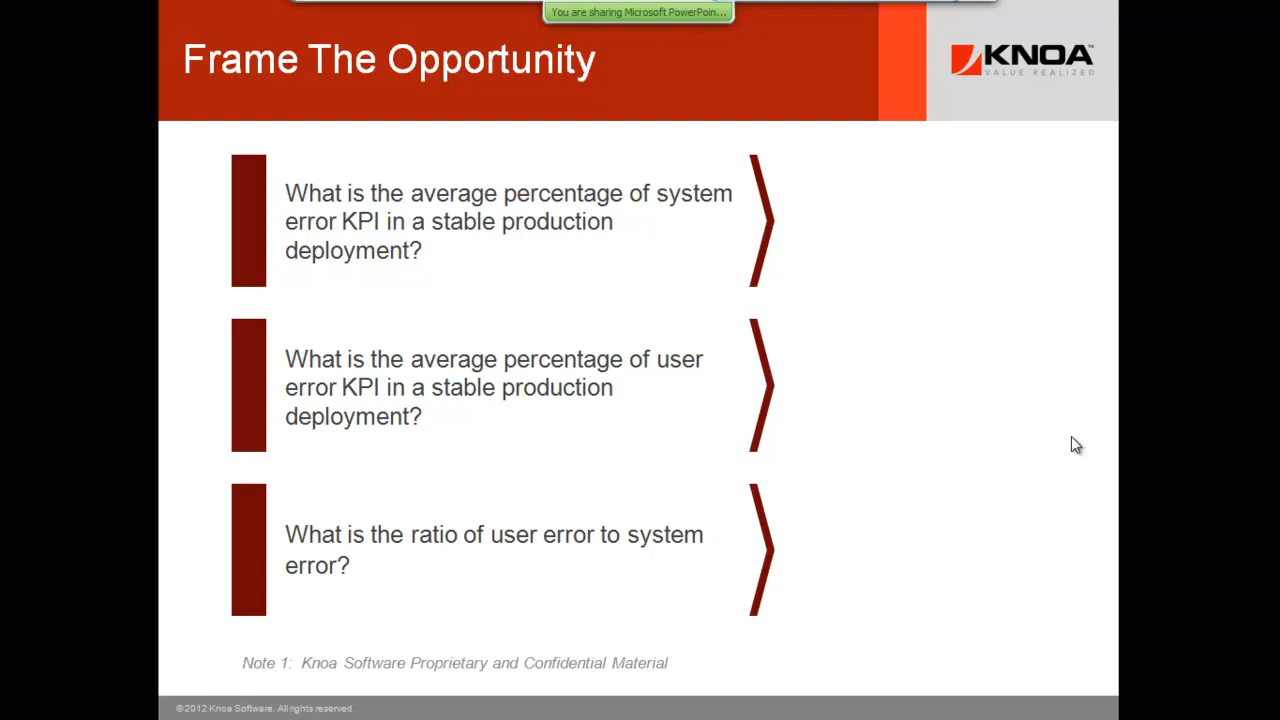 You are sharing Microsoft PowerPoin...
Frame The Opportunity
KNOA™
VALUE REALIZED
What is the average percentage of system
error KPI in a stable production
deployment?
What is the average percentage of user
error KPI in a stable production
deployment?
What is the ratio of user error to system
error?
Note 1: Knoa Software Proprietary and Confidential Material
© 2012 Knoa Software. All rights reserved.